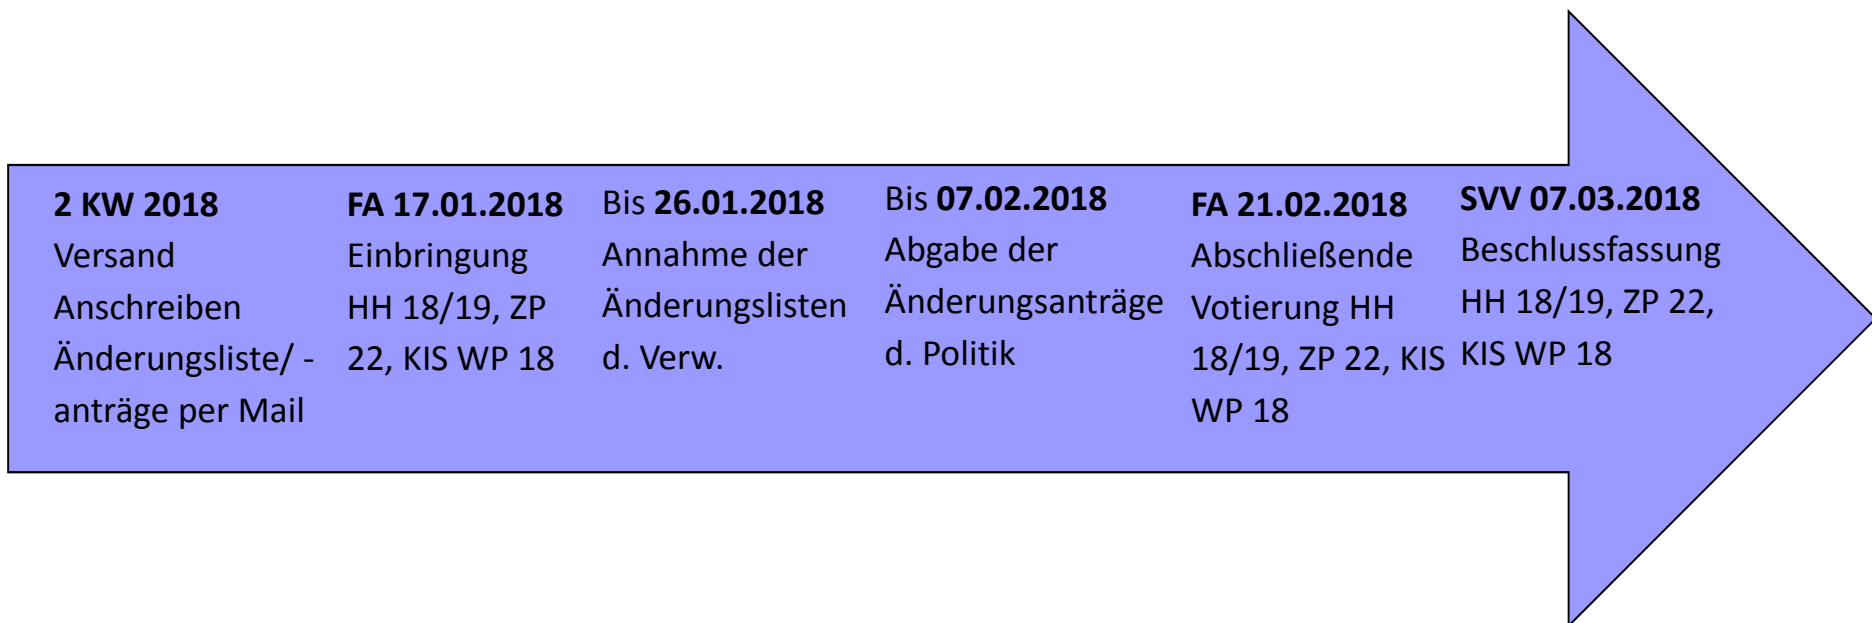 2 KW 2018
Versand
Anschreiben
Änderungsliste/ -
anträge per Mail
FA 17.01.2018
Einbringung
HH 18/19, ZP
22, KIS WP 18
Bis 26.01.2018
Annahme der
Änderungslisten
d. Verw.
Bis 07.02.2018
Abgabe der
Änderungsanträge
d. Politik
FA 21.02.2018
Abschließende
Votierung HH
18/19, ZP 22, KIS
WP 18
SVV 07.03.2018
Beschlussfassung
HH 18/19, ZP 22,
KIS WP 18